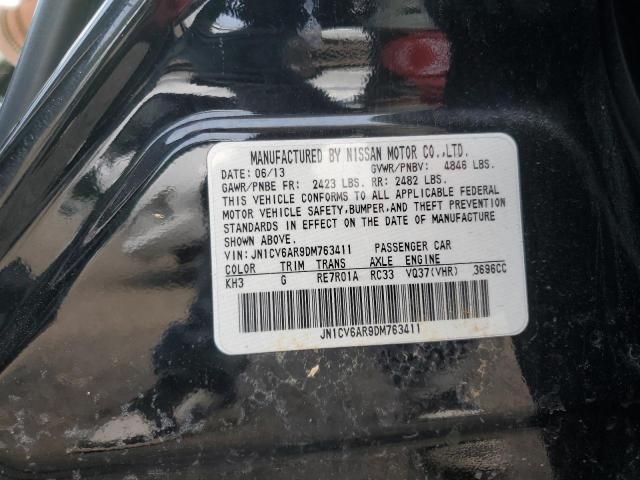 MANUFACTURED BY NISSAN MOTOR CO.,LTD.
DATE: 06/13 GVWR/PNBV: 4846 LBS.
GAWR/PNBE FR: 2423 LBS. RR: 2482 LBS.
THIS VEHICLE CONFORMS TO ALL APPLICABLE FEDERAL
MOTOR VEHICLE SAFETY,BUMPER,AND THEFT PREVENTION
STANDARDS IN EFFECT ON THE DATE OF MANUFACTURE
SHOWN ABOVE.
VIN: JN1CV6AR9DM763411 PASSENGER CAR
COLOR TRIM TRANS AXLE ENGINE
KH3 G RE7R01A RC33 VQ37(VHR) 3696CC
JN1CV6AR9DM763411